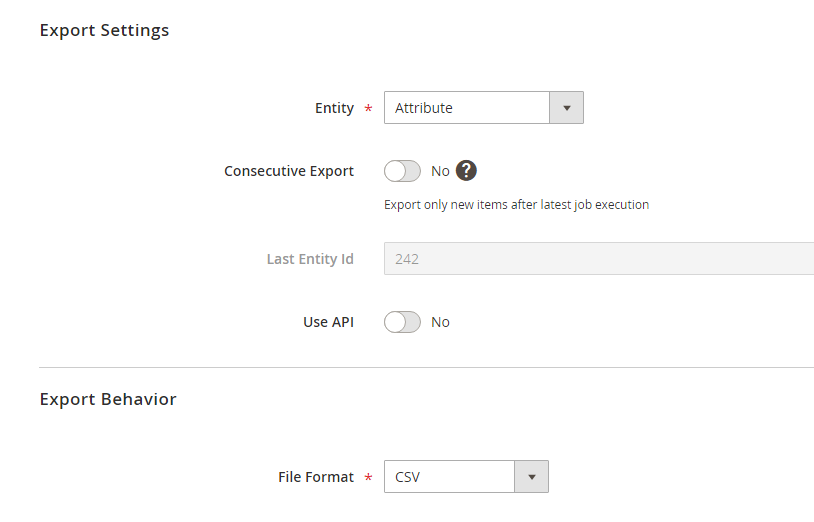 Export Settings
Entity * Attribute
Consecutive Export No ?
Export only new items after latest job execution
Last Entity Id 242
Use API No
Export Behavior
File Format * CSV